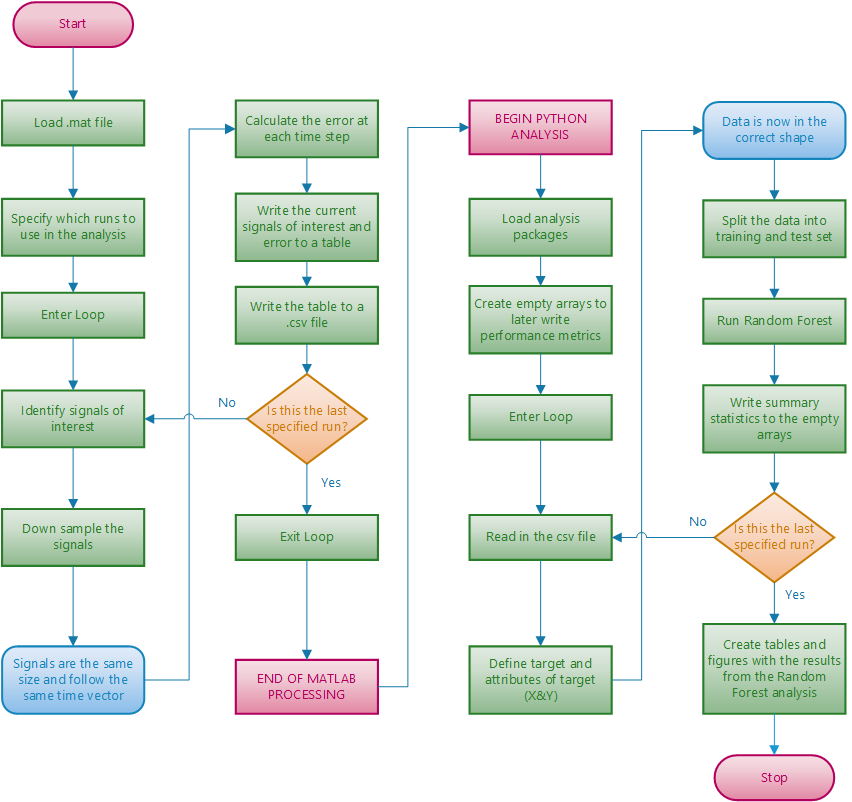 Start
Load .mat file
Specify which runs to
use in the analysis
Enter Loop
Identify signals of
interest
Down sample the
signals
Signals are the same
size and follow the
same time vector
Calculate the error at
each time step
Write the current
signals of interest and
error to a table
Write the table to a
.csv file
Is this the last
specified run?
No
Yes
Exit Loop
END OF MATLAB
PROCESSING
BEGIN PYTHON
ANALYSIS
Load analysis
packages
Create empty arrays to
later write
performance metrics
Enter Loop
Read in the csv file
Define target and
attributes of target
(X&Y)
Data is now in the
correct shape
Split the data into
training and test set
Run Random Forest
Write summary
statistics to the empty
arrays
Is this the last
specified run?
No
Yes
Create tables and
figures with the results
from the Random
Forest analysis
Stop